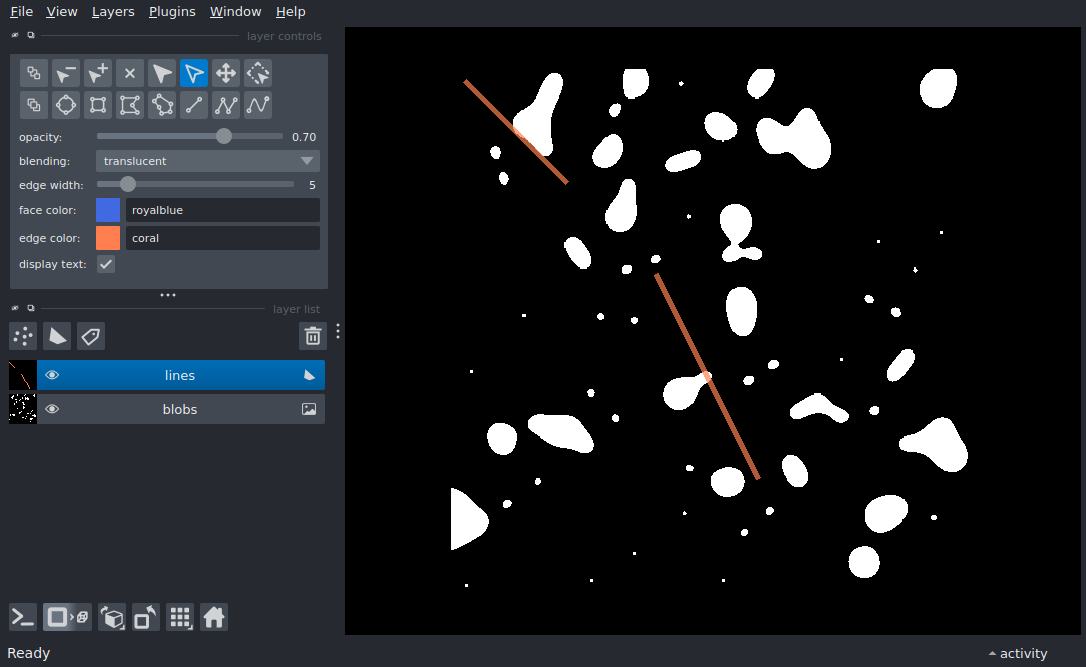 File View Layers Plugins Window Help
layer controls
opacity: 0.70
blending: translucent
edge width: 5
face color: royalblue
edge color: coral
display text:
layer list
lines
blobs
Ready
activity